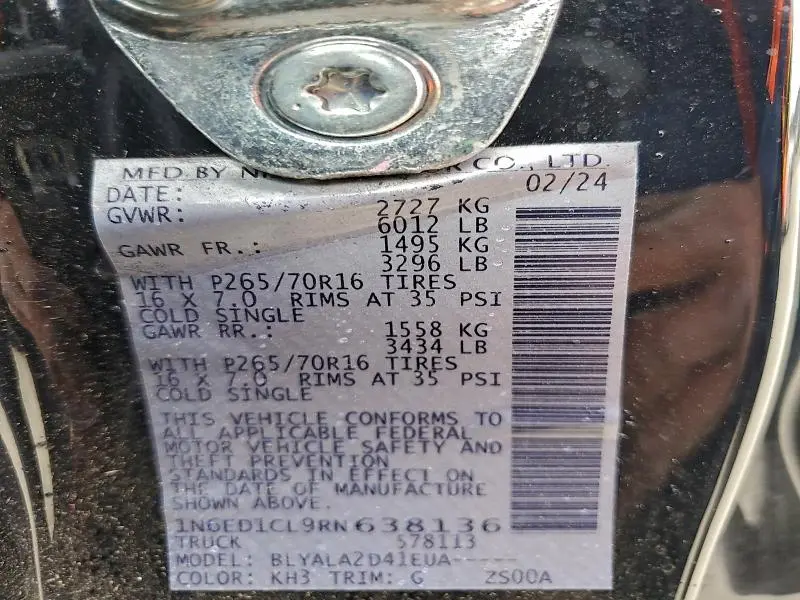 MFD BY NI R CO., LTD.
DATE: 02/24
GVWR: 2727 KG
6012 LB
GAWR FR.: 1495 KG
3296 LB
WITH P265/70R16 TIRES
16 X 7.0 RIMS AT 35 PSI
COLD SINGLE
GAWR RR.: 1558 KG
3434 LB
WITH P265/70R16 TIRES
16 X 7.0 RIMS AT 35 PSI
COLD SINGLE
THIS VEHICLE CONFORMS TO
ALL APPLICABLE FEDERAL
MOTOR VEHICLE SAFETY AND
THEFT PREVENTION
STANDARDS IN EFFECT ON
THE DATE OF MANUFACTURE
SHOWN ABOVE.
1N6ED1CL9RN638136
TRUCK 578113
MODEL: BLYALA2D41EUA-----
COLOR: KH3 TRIM: G ZS00A